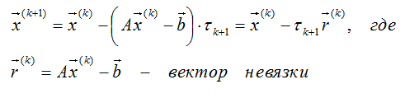 x⃗^(k+1) = x⃗^(k) − (Ax⃗^(k) − b⃗)·τ_{k+1} = x⃗^(k) − τ_{k+1} r⃗^(k), где
r⃗^(k) = Ax⃗^(k) − b⃗ – вектор невязки